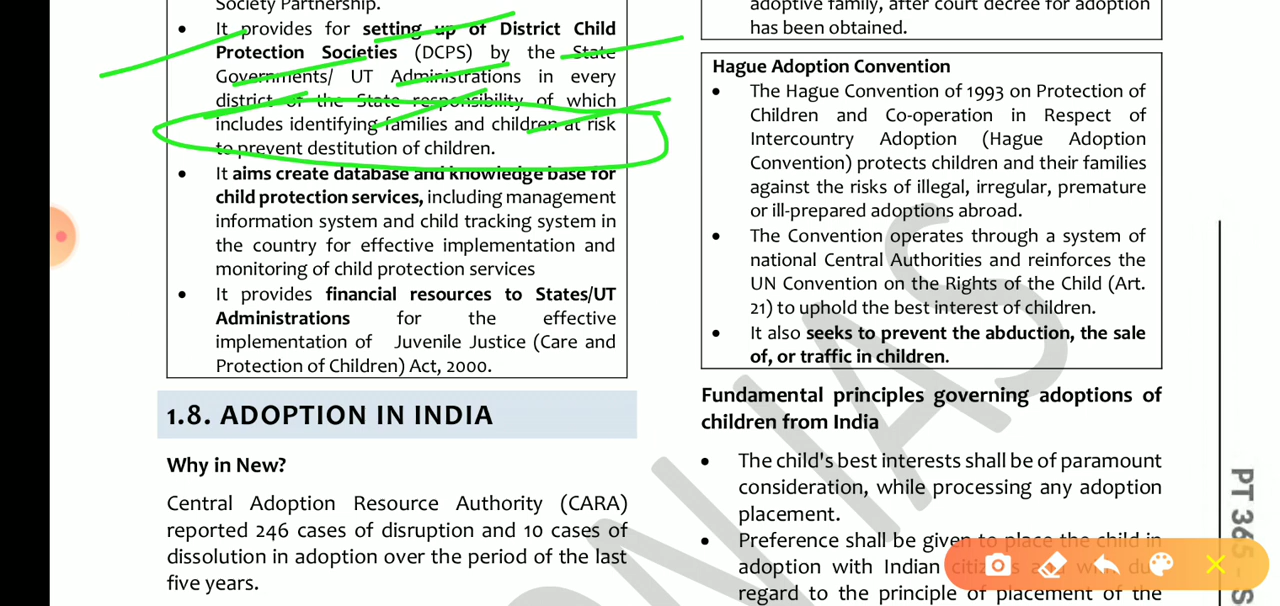 Society Partnership.
• It provides for setting up of District Child
Protection Societies (DCPS) by the State
Governments/ UT Administrations in every
district of the State responsibility of which
includes identifying families and children at risk
to prevent destitution of children.
• It aims create database and knowledge base for
child protection services, including management
information system and child tracking system in
the country for effective implementation and
monitoring of child protection services
• It provides financial resources to States/UT
Administrations for the effective
implementation of Juvenile Justice (Care and
Protection of Children) Act, 2000.
1.8. ADOPTION IN INDIA
Why in New?
Central Adoption Resource Authority (CARA)
reported 246 cases of disruption and 10 cases of
dissolution in adoption over the period of the last
five years.
adoptive family, after court decree for adoption
has been obtained.
Hague Adoption Convention
• The Hague Convention of 1993 on Protection of
Children and Co-operation in Respect of
Intercountry Adoption (Hague Adoption
Convention) protects children and their families
against the risks of illegal, irregular, premature
or ill-prepared adoptions abroad.
• The Convention operates through a system of
national Central Authorities and reinforces the
UN Convention on the Rights of the Child (Art.
21) to uphold the best interest of children.
• It also seeks to prevent the abduction, the sale
of, or traffic in children.
Fundamental principles governing adoptions of
children from India
• The child's best interests shall be of paramount
consideration, while processing any adoption
placement.
• Preference shall be given to place the child in
adoption with Indian citizens and with due
regard to the principle of placement of the
PT 365 - S
ON IAS